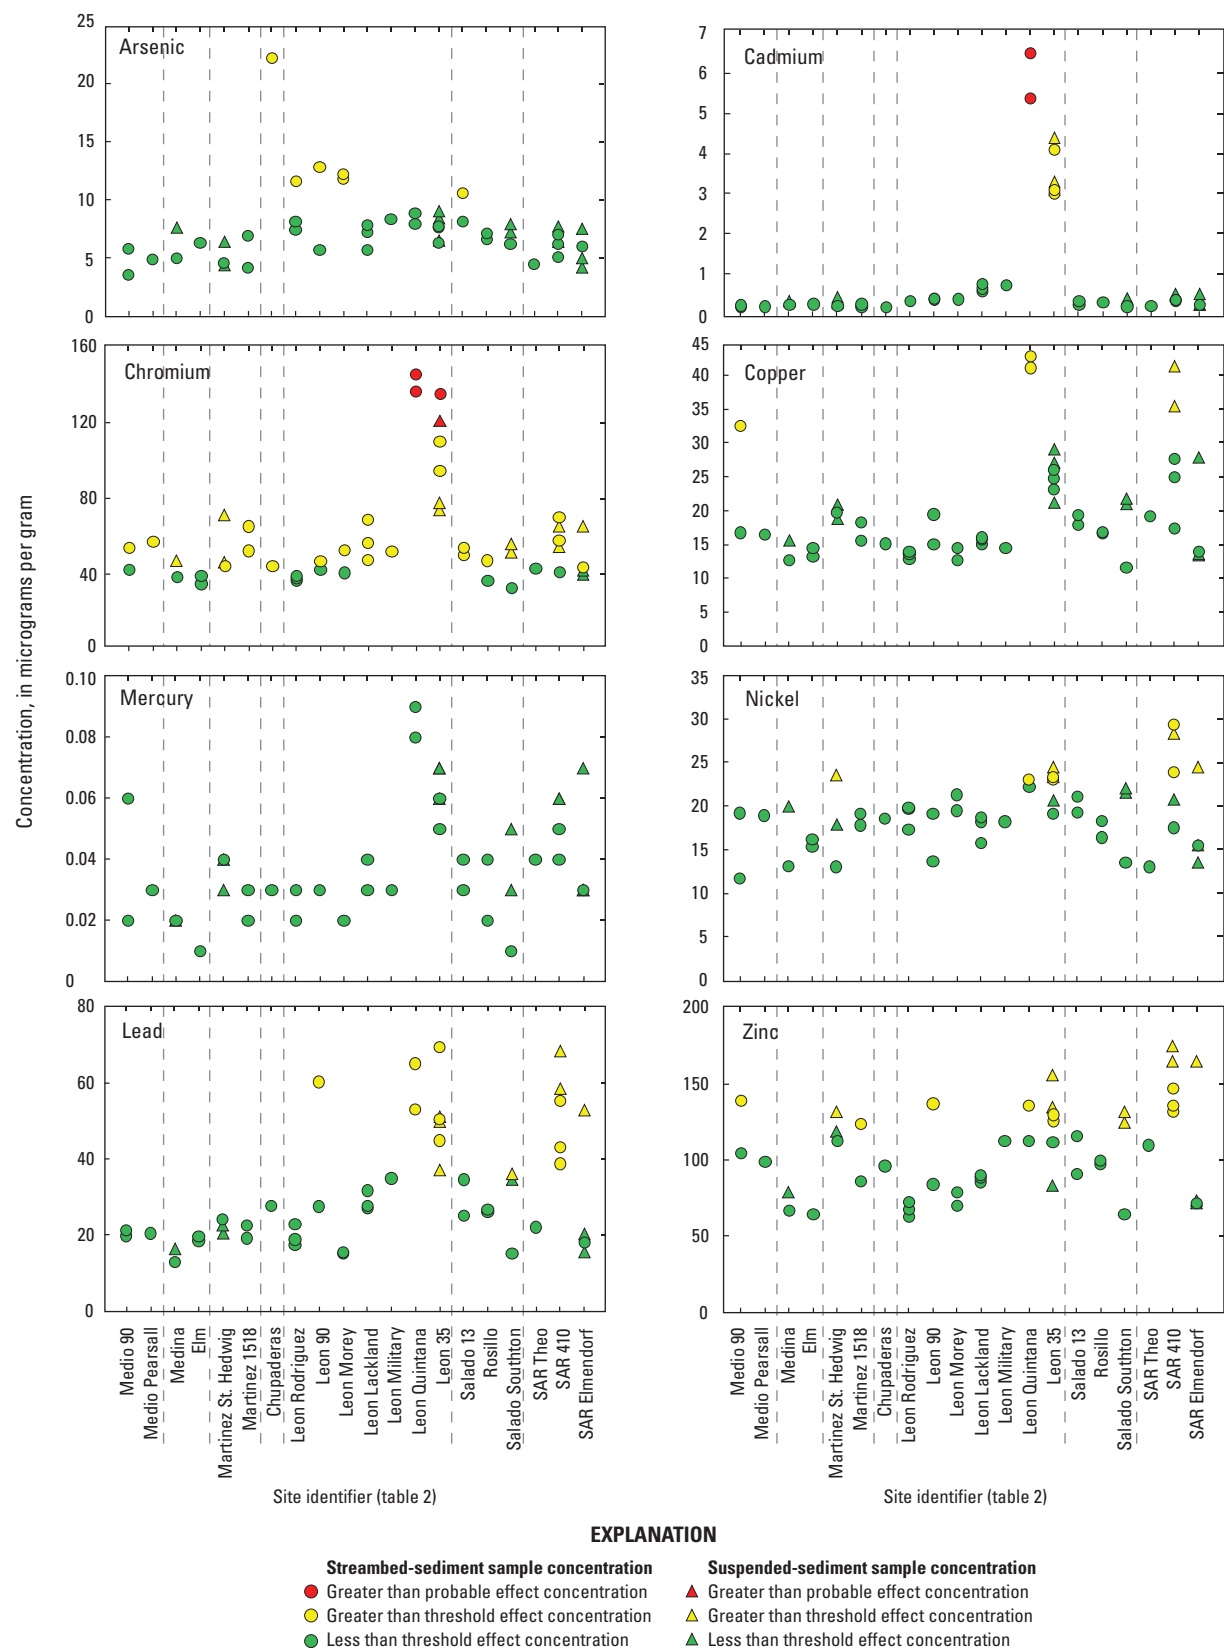 Concentration, in micrograms per gram
Arsenic
25
20
15
10
5
0
Cadmium
7
6
5
4
3
2
1
0
Chromium
160
120
80
40
0
Copper
45
40
35
30
25
20
15
10
5
0
Mercury
0.10
0.08
0.06
0.04
0.02
0
Nickel
35
30
25
20
15
10
5
0
Lead
80
60
40
20
0
Zinc
200
150
100
50
0
Medio 90
Medio Pearsall
Medina
Elm
Martinez St. Hedwig
Martinez 1518
Chupaderas
Leon Rodriguez
Leon 90
Leon Morey
Leon Lackland
Leon Military
Leon Quintana
Leon 35
Salado 13
Rosillo
Salado Southton
SAR Theo
SAR 410
SAR Elmendorf
Medio 90
Medio Pearsall
Medina
Elm
Martinez St. Hedwig
Martinez 1518
Chupaderas
Leon Rodriguez
Leon 90
Leon Morey
Leon Lackland
Leon Military
Leon Quintana
Leon 35
Salado 13
Rosillo
Salado Southton
SAR Theo
SAR 410
SAR Elmendorf
Site identifier (table 2)
Site identifier (table 2)
EXPLANATION
Streambed-sediment sample concentration
Greater than probable effect concentration
Greater than threshold effect concentration
Less than threshold effect concentration
Suspended-sediment sample concentration
Greater than probable effect concentration
Greater than threshold effect concentration
Less than threshold effect concentration